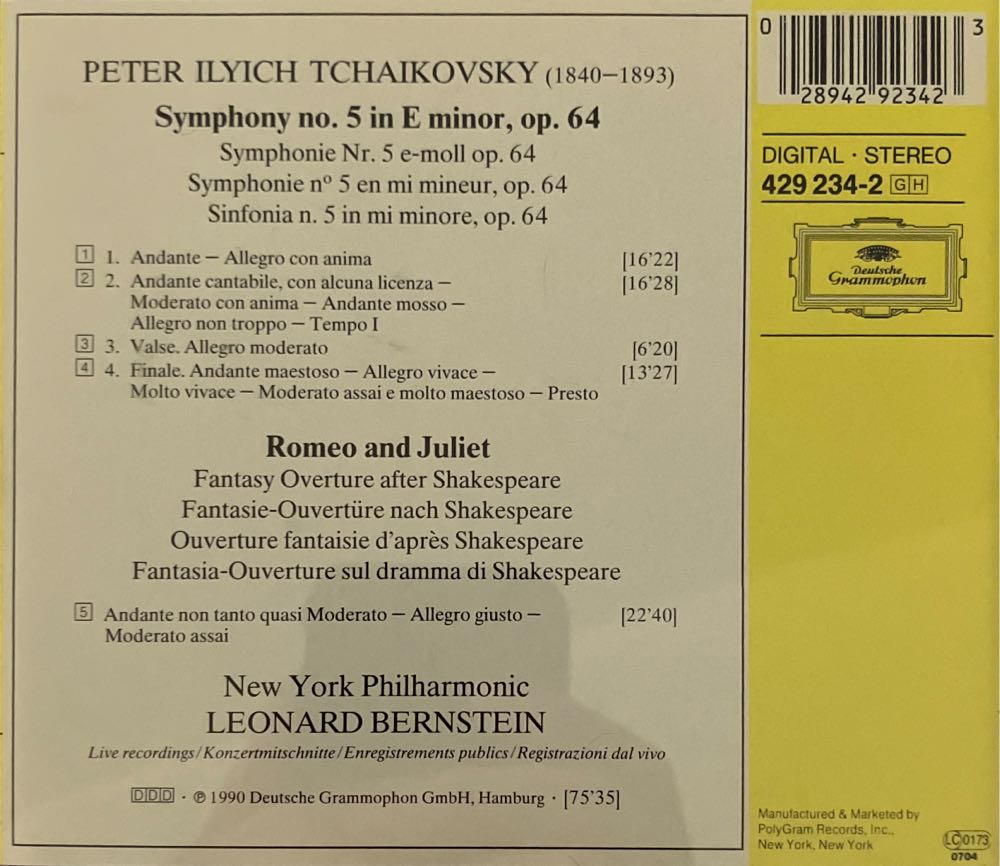 PETER ILYICH TCHAIKOVSKY (1840–1893)
Symphony no. 5 in E minor, op. 64
Symphonie Nr. 5 e-moll op. 64
Symphonie nº 5 en mi mineur, op. 64
Sinfonia n. 5 in mi minore, op. 64
1 1. Andante – Allegro con anima [16'22]
2 2. Andante cantabile, con alcuna licenza – [16'28]
Moderato con anima – Andante mosso –
Allegro non troppo – Tempo I
3 3. Valse. Allegro moderato [6'20]
4 4. Finale. Andante maestoso – Allegro vivace – [13'27]
Molto vivace – Moderato assai e molto maestoso – Presto
Romeo and Juliet
Fantasy Overture after Shakespeare
Fantasie-Ouvertüre nach Shakespeare
Ouverture fantaisie d'après Shakespeare
Fantasia-Ouverture sul dramma di Shakespeare
5 Andante non tanto quasi Moderato – Allegro giusto – [22'40]
Moderato assai
New York Philharmonic
LEONARD BERNSTEIN
Live recordings/Konzertmitschnitte/Enregistrements publics/Registrazioni dal vivo
DDD · ℗ 1990 Deutsche Grammophon GmbH, Hamburg · [75'35]
0 28942 92342 3
DIGITAL · STEREO
429 234-2 GH
Deutsche
Grammophon
Manufactured & Marketed by
PolyGram Records, Inc.,
New York, New York
LC 0173
0704